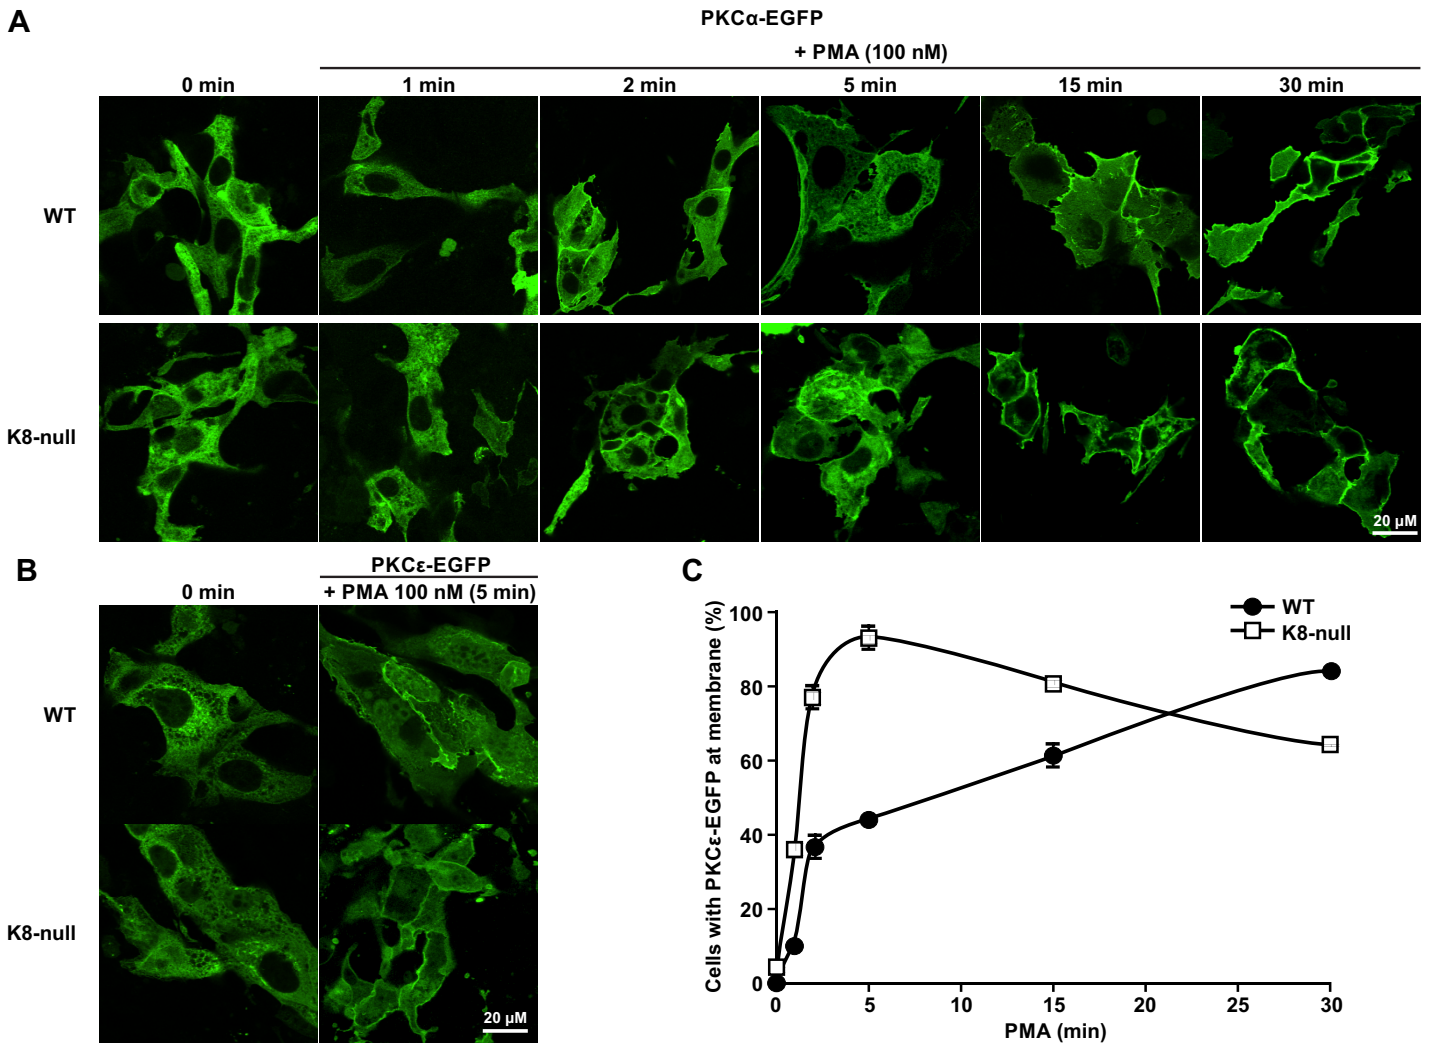 A
PKCα-EGFP
+ PMA (100 nM)
0 min 1 min 2 min 5 min 15 min 30 min
WT
K8-null
20 µM
B
PKCε-EGFP
0 min + PMA 100 nM (5 min)
WT
K8-null
20 µM
C
Cells with PKCε-EGFP at membrane (%)
100
80
60
40
20
0
0 5 10 15 20 25 30
PMA (min)
WT
K8-null